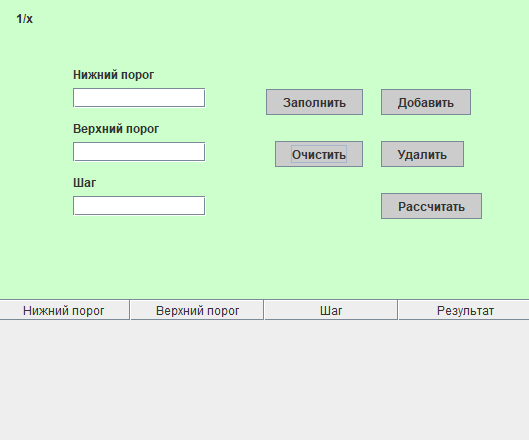 1/x
Нижний порог
Заполнить Добавить
Верхний порог
Очистить Удалить
Шаг
Рассчитать
Нижний порог Верхний порог Шаг Результат